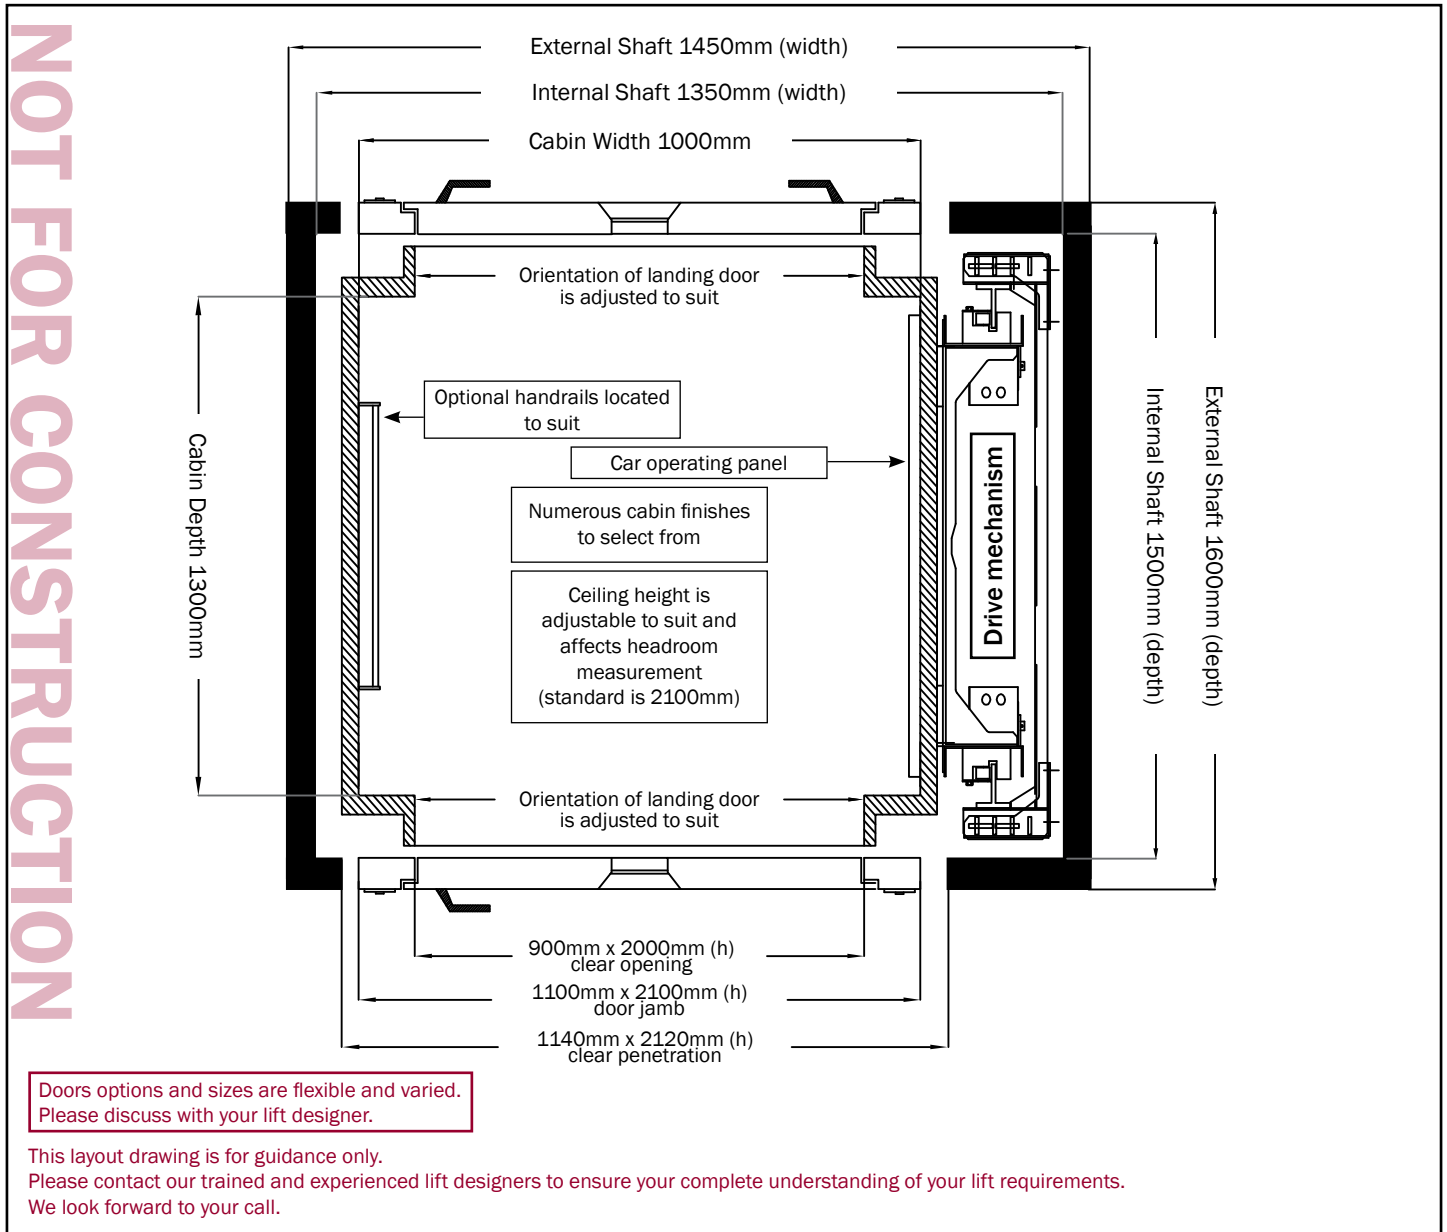 NOT FOR CONSTRUCTION
External Shaft 1450mm (width)
Internal Shaft 1350mm (width)
Cabin Width 1000mm
Orientation of landing door
is adjusted to suit
Optional handrails located
to suit
Car operating panel
Numerous cabin finishes
to select from
Ceiling height is
adjustable to suit and
affects headroom
measurement
(standard is 2100mm)
Cabin Depth 1300mm
Drive mechanism
Internal Shaft 1500mm (depth)
External Shaft 1600mm (depth)
Orientation of landing door
is adjusted to suit
900mm x 2000mm (h)
clear opening
1100mm x 2100mm (h)
door jamb
1140mm x 2120mm (h)
clear penetration
Doors options and sizes are flexible and varied.
Please discuss with your lift designer.
This layout drawing is for guidance only.
Please contact our trained and experienced lift designers to ensure your complete understanding of your lift requirements.
We look forward to your call.